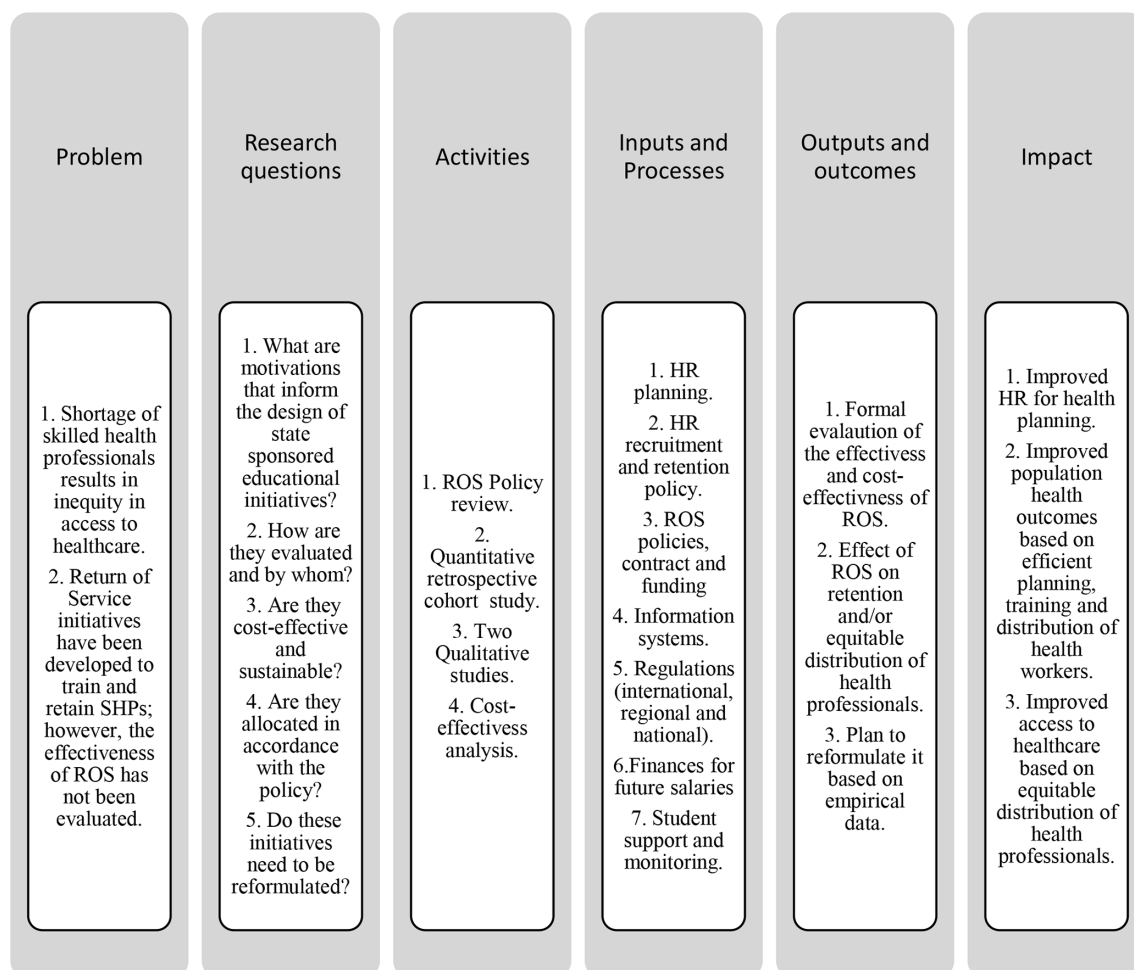 Problem
1. Shortage of
skilled health
professionals
results in
inequity in
access to
healthcare.
2. Return of
Service
initiatives
have been
developed to
train and
retain SHPs;
however, the
effectiveness
of ROS has
not been
evaluated.
Research
questions
1. What are
motivations
that inform
the design of
state
sponsored
educational
initiatives?
2. How are
they evaluated
and by whom?
3. Are they
cost-effective
and
sustainable?
4. Are they
allocated in
accordance
with the
policy?
5. Do these
initiatives
need to be
reformulated?
Activities
1. ROS Policy
review.
2.
Quantitative
retrospective
cohort study.
3. Two
Qualitative
studies.
4. Cost-
effectivess
analysis.
Inputs and
Processes
1. HR
planning.
2. HR
recruitment
and retention
policy.
3. ROS
policies,
contract and
funding
4. Information
systems.
5. Regulations
(international,
regional and
national).
6.Finances for
future salaries
7. Student
support and
monitoring.
Outputs and
outcomes
1. Formal
evalaution of
the effectivess
and cost-
effectivness of
ROS.
2. Effect of
ROS on
retention
and/or
equitable
distribution of
health
professionals.
3. Plan to
reformulate it
based on
empirical
data.
Impact
1. Improved
HR for health
planning.
2. Improved
population
health
outcomes
based on
efficient
planning,
training and
distribution of
health
workers.
3. Improved
access to
healthcare
based on
equitable
distribution of
health
professionals.